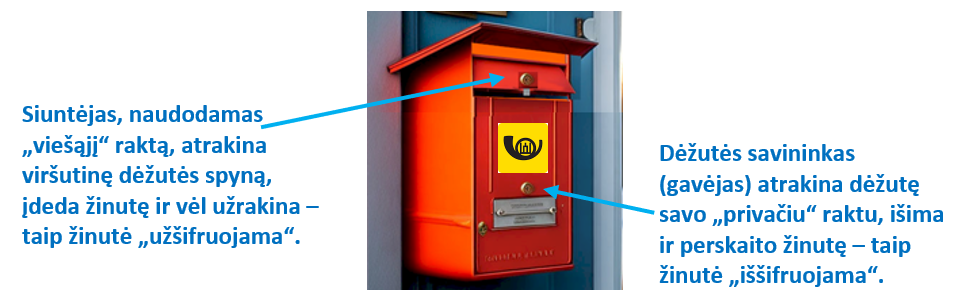 Siuntėjas, naudodamas
„viešąjį“ raktą, atrakina
viršutinę dėžutės spyną,
įdeda žinutę ir vėl užrakina –
taip žinutė „užšifruojama“.
Dėžutės savininkas
(gavėjas) atrakina dėžutę
savo „privačiu“ raktu, išima
ir perskaito žinutę – taip
žinutė „iššifruojama“.